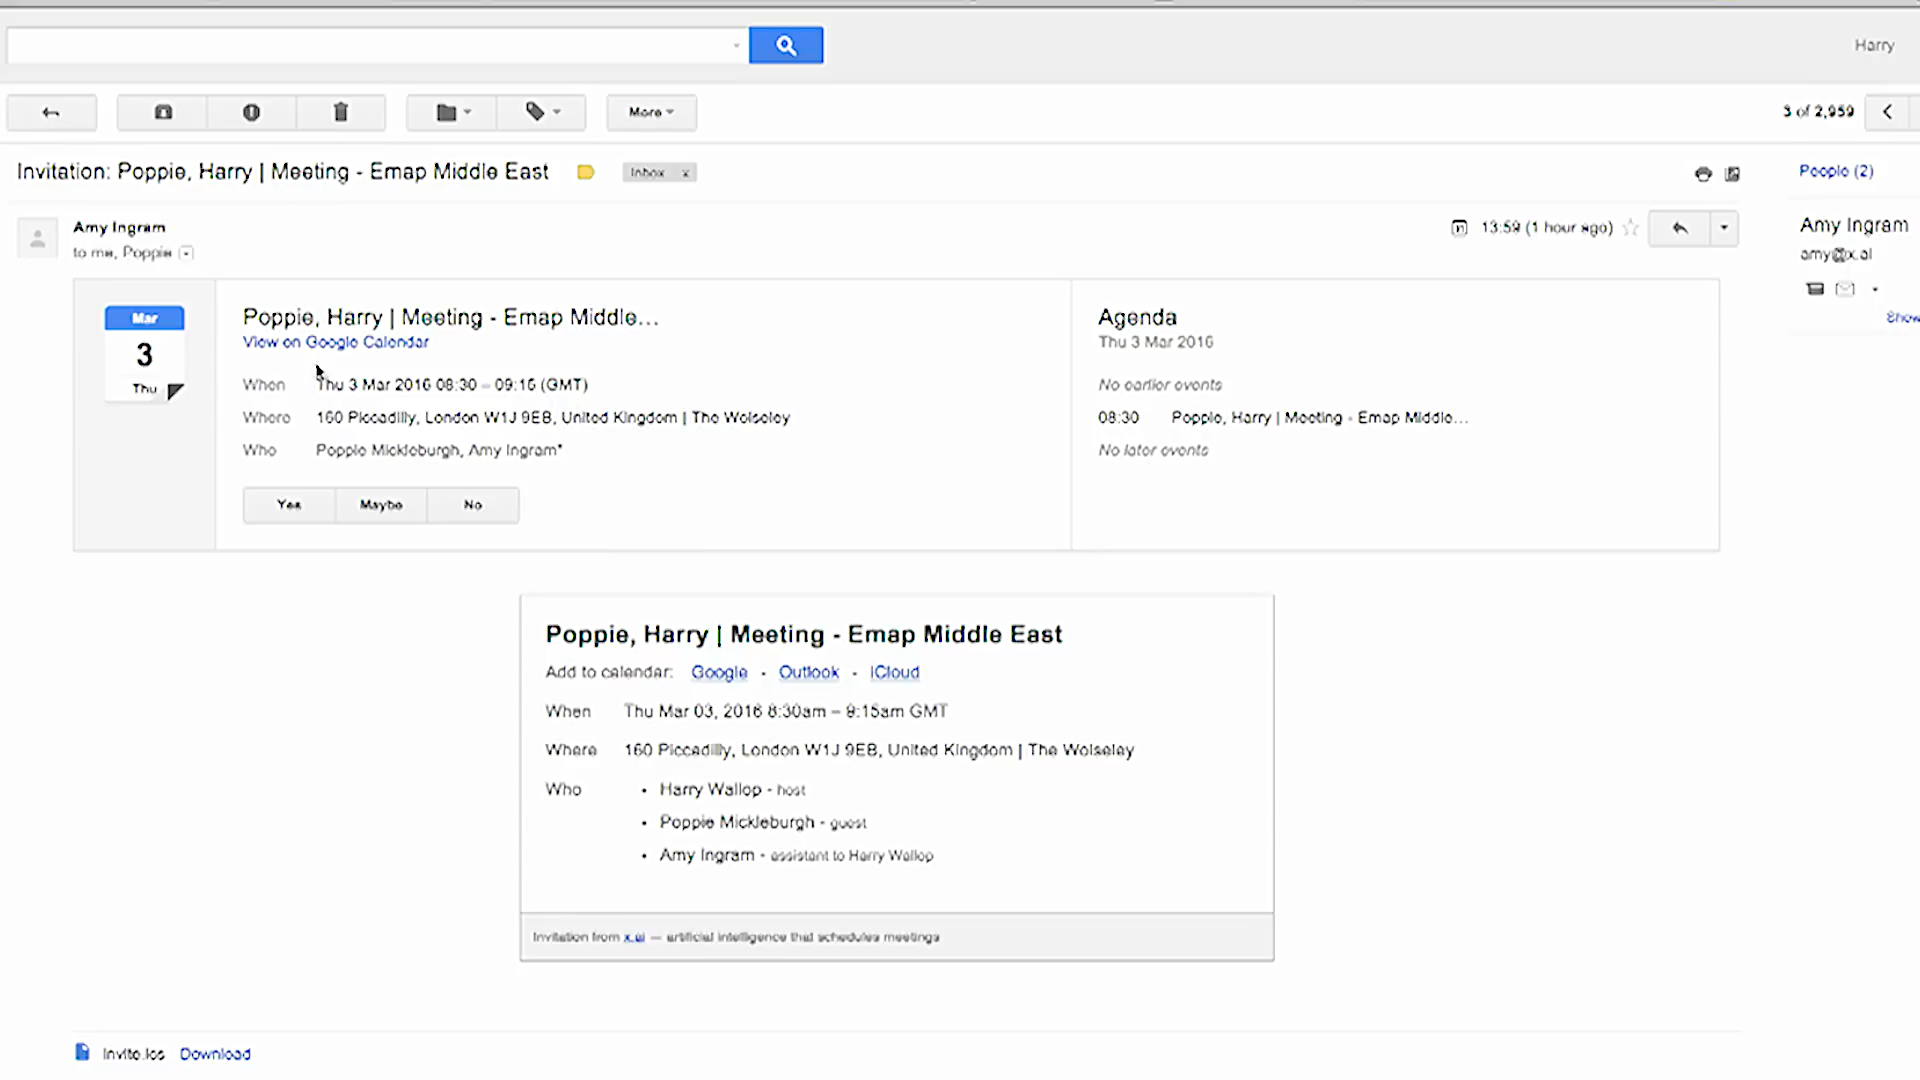 Harry
More
3 of 2,959
Invitation: Poppie, Harry | Meeting - Emap Middle East
Inbox x
People (2)
Amy Ingram
to me, Poppie
13:59 (1 hour ago)
Amy Ingram
amy@x.ai
Show
Mar
3
Thu
Poppie, Harry | Meeting - Emap Middle...
View on Google Calendar
When Thu 3 Mar 2016 08:30 – 09:15 (GMT)
Where 160 Piccadilly, London W1J 9EB, United Kingdom | The Wolseley
Who Poppie Mickleburgh, Amy Ingram*
Yes Maybe No
Agenda
Thu 3 Mar 2016
No earlier events
08:30 Poppie, Harry | Meeting - Emap Middle...
No later events
Poppie, Harry | Meeting - Emap Middle East
Add to calendar: Google - Outlook - iCloud
When Thu Mar 03, 2016 8:30am – 9:15am GMT
Where 160 Piccadilly, London W1J 9EB, United Kingdom | The Wolseley
Who • Harry Wallop - host
• Poppie Mickleburgh - guest
• Amy Ingram - assistant to Harry Wallop
Invitation from x.ai — artificial intelligence that schedules meetings
invite.ics Download